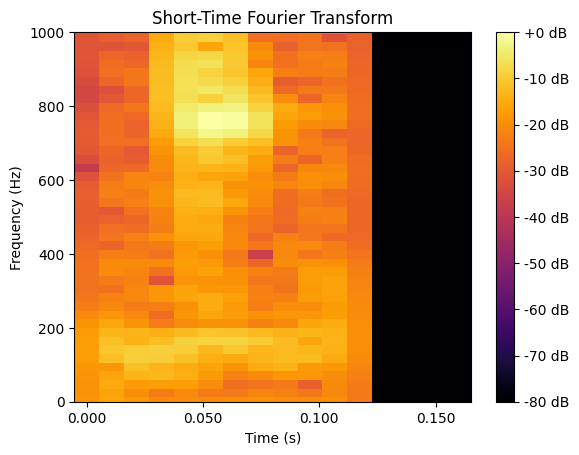 Short-Time Fourier Transform
1000
800
600
400
200
0
Frequency (Hz)
0.000
0.050
0.100
0.150
Time (s)
+0 dB
-10 dB
-20 dB
-30 dB
-40 dB
-50 dB
-60 dB
-70 dB
-80 dB